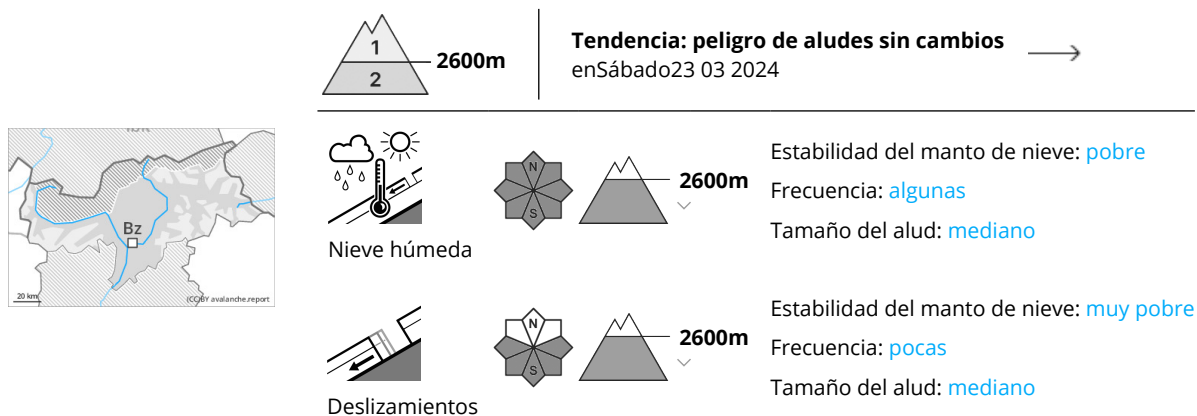 1
2
2600m
Tendencia: peligro de aludes sin cambios
enSábado23 03 2024
Bz
20 km
(CC)BY avalanche.report
Nieve húmeda
N
S
2600m
Estabilidad del manto de nieve: pobre
Frecuencia: algunas
Tamaño del alud: mediano
Deslizamientos
N
S
2600m
Estabilidad del manto de nieve: muy pobre
Frecuencia: pocas
Tamaño del alud: mediano